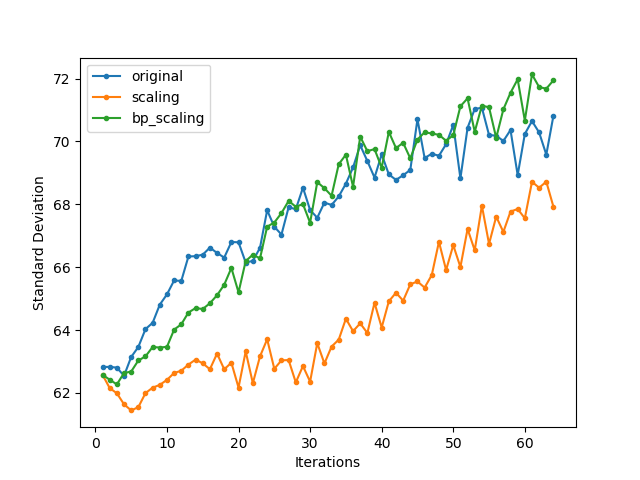 original
scaling
bp_scaling
72
70
68
66
64
62
Standard Deviation
0 10 20 30 40 50 60
Iterations